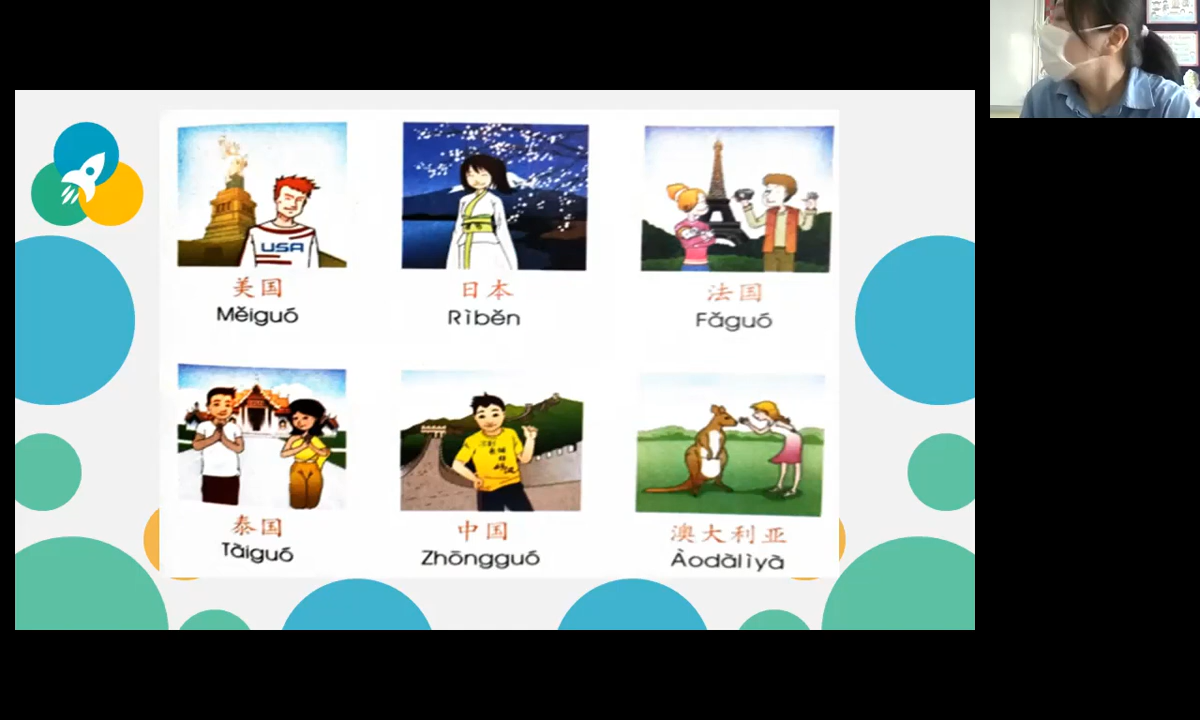 USA
美国
Měiguó
日本
Rìběn
法国
Fǎguó
泰国
Tàiguó
中国
Zhōngguó
澳大利亚
Àodàlìyà